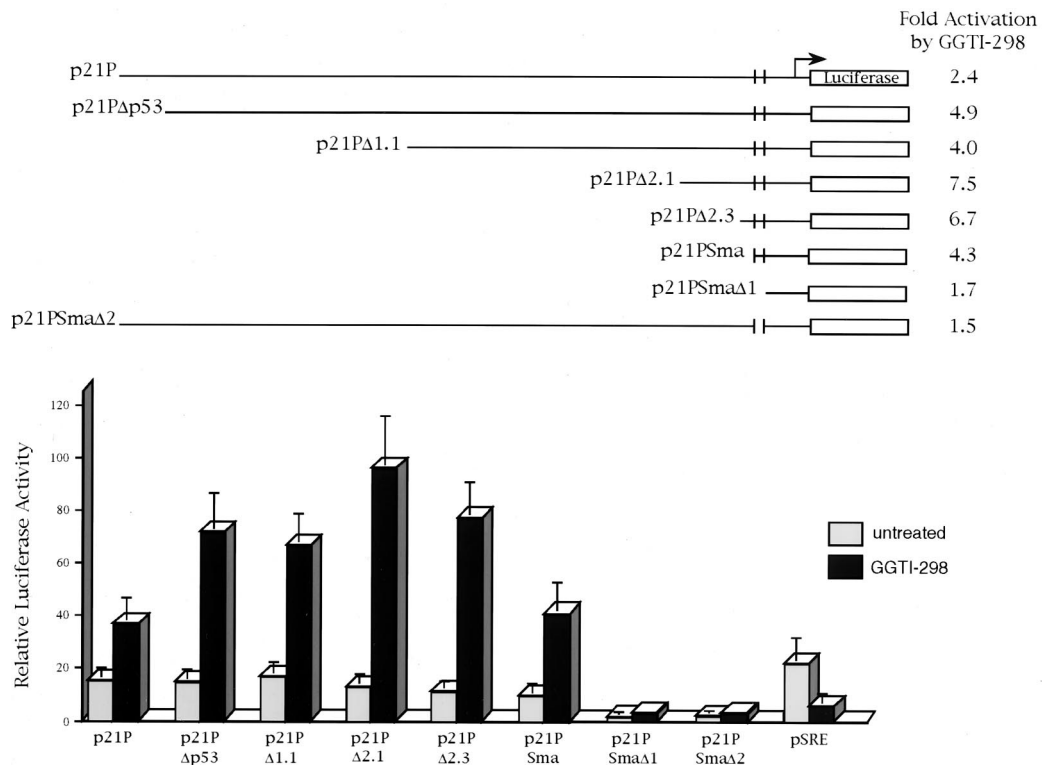 Fold Activation
by GGTI-298
p21P
Luciferase
2.4
p21PΔp53
4.9
p21PΔ1.1
4.0
p21PΔ2.1
7.5
p21PΔ2.3
6.7
p21PSma
4.3
p21PSmaΔ1
1.7
p21PSmaΔ2
1.5
Relative Luciferase Activity
120
100
80
60
40
20
0
untreated
GGTI-298
p21P
p21P
Δp53
p21P
Δ1.1
p21P
Δ2.1
p21P
Δ2.3
p21P
Sma
p21P
SmaΔ1
p21P
SmaΔ2
pSRE